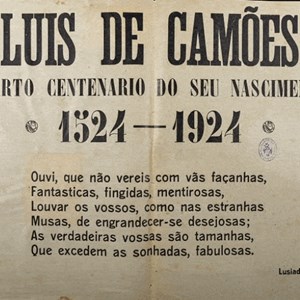 LUIS DE CAMÕES
ARTO CENTENARIO DO SEU NASCIMEN
1524—1924
Ouvi, que não vereis com vãs façanhas,
Fantasticas, fingidas, mentirosas,
Louvar os vossos, como nas estranhas
Musas, de engrandecer-se desejosas;
As verdadeiras vossas são tamanhas,
Que excedem as sonhadas, fabulosas.
Lusiad